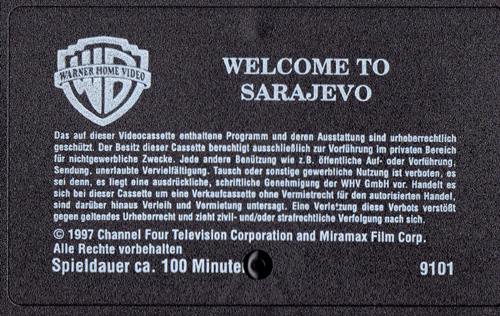 WARNER HOME VIDEO
WELCOME TO
SARAJEVO
Das auf dieser Videocassette enthaltene Programm und deren Ausstattung sind urheberrechtlich
geschützt. Der Besitz dieser Cassette berechtigt ausschließlich zur Vorführung im privaten Bereich
für nichtgewerbliche Zwecke. Jede andere Benützung wie z.B. öffentliche Auf- oder Vorführung,
Sendung, unerlaubte Vervielfältigung. Tausch oder sonstige gewerbliche Nutzung ist verboten, es
sei denn, es liegt eine ausdrückliche, schriftliche Genehmigung der WHV GmbH vor. Handelt es
sich bei dieser Cassette um eine Verkaufscassette ohne Vermietrecht für den autorisierten Handel,
sind darüber hinaus Verleih und Vermietung untersagt. Eine Verletzung dieses Verbots verstößt
gegen geltendes Urheberrecht und zieht zivil- und/oder strafrechtliche Verfolgung nach sich.
© 1997 Channel Four Television Corporation and Miramax Film Corp.
Alle Rechte vorbehalten
Spieldauer ca. 100 Minuten
9101